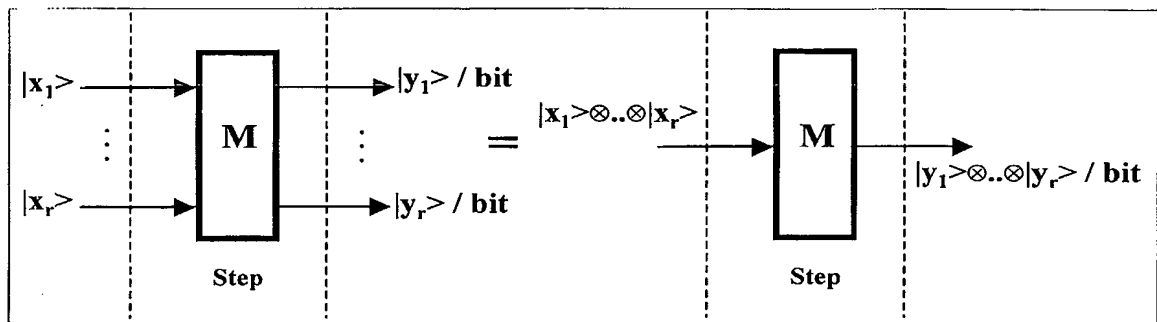 |x₁>
⋮
|xᵣ>
M
Step
|y₁> / bit
⋮
|yᵣ> / bit
=
|x₁>⊗..⊗|xᵣ>
M
Step
|y₁>⊗..⊗|yᵣ> / bit